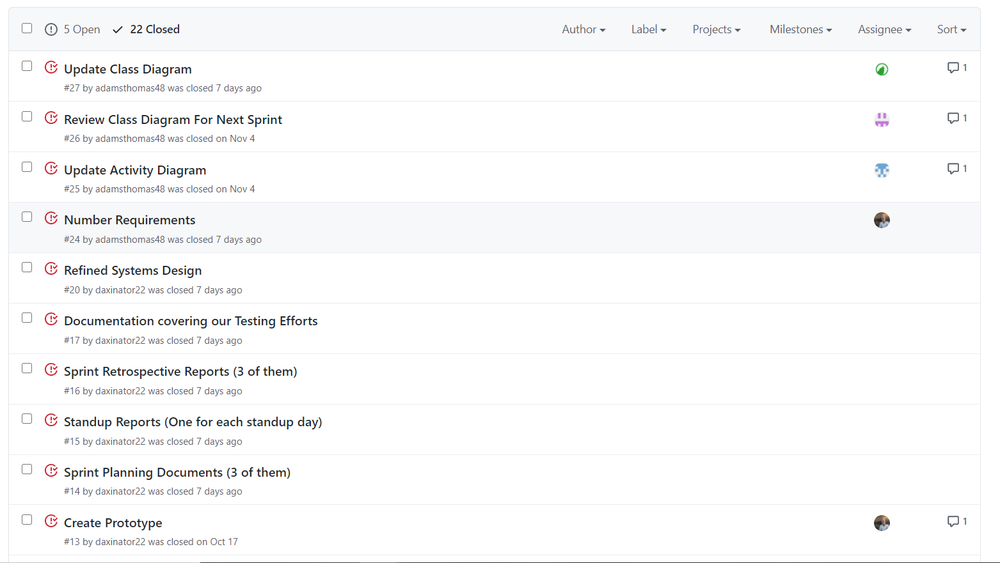 5 Open 22 Closed Author Label Projects Milestones Assignee Sort
Update Class Diagram 1
#27 by adamsthomas48 was closed 7 days ago
Review Class Diagram For Next Sprint 1
#26 by adamsthomas48 was closed on Nov 4
Update Activity Diagram 1
#25 by adamsthomas48 was closed on Nov 4
Number Requirements
#24 by adamsthomas48 was closed 7 days ago
Refined Systems Design
#20 by daxinator22 was closed 7 days ago
Documentation covering our Testing Efforts
#17 by daxinator22 was closed 7 days ago
Sprint Retrospective Reports (3 of them)
#16 by daxinator22 was closed 7 days ago
Standup Reports (One for each standup day)
#15 by daxinator22 was closed 7 days ago
Sprint Planning Documents (3 of them)
#14 by daxinator22 was closed 7 days ago
Create Prototype 1
#13 by daxinator22 was closed on Oct 17